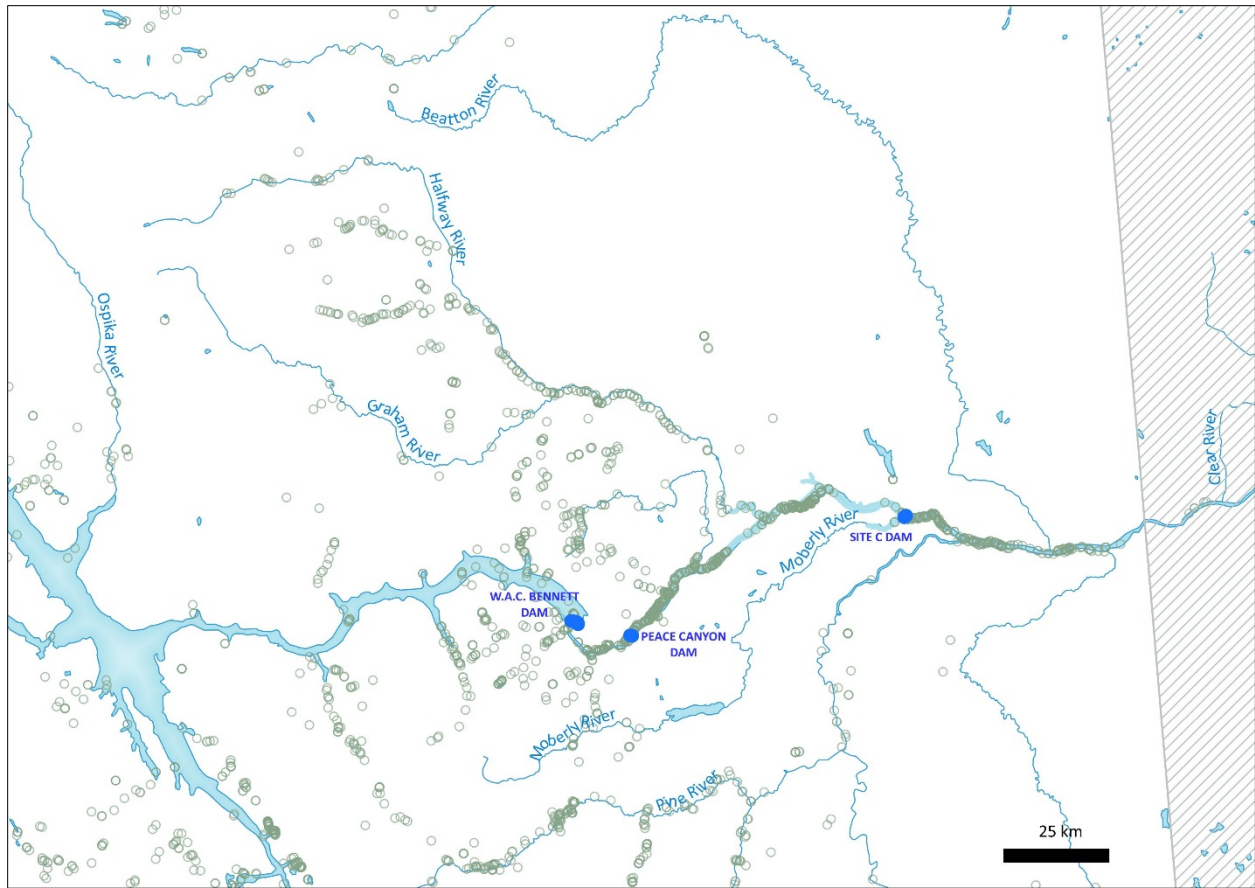 Beatton River
Halfway River
Ospika River
Graham River
Clear River
Moberly River
SITE C DAM
W.A.C. BENNETT
DAM
PEACE CANYON
DAM
Moberly River
Pine River
25 km